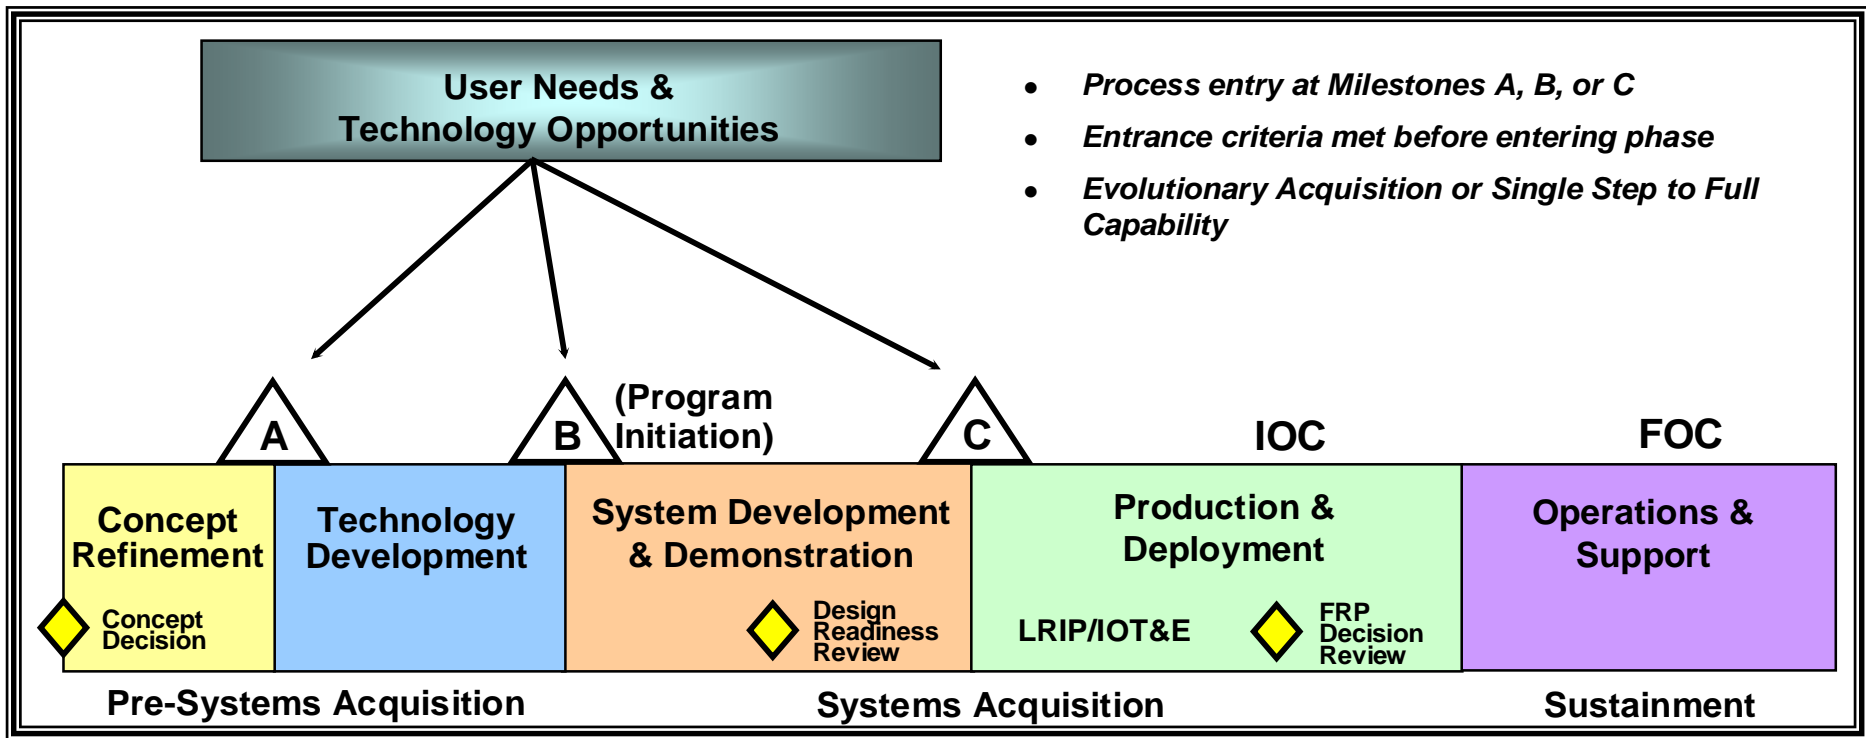 User Needs &
Technology Opportunities
• Process entry at Milestones A, B, or C
• Entrance criteria met before entering phase
• Evolutionary Acquisition or Single Step to Full
Capability
A
B
(Program
Initiation)
C
IOC
FOC
Concept
Refinement
Technology
Development
System Development
& Demonstration
Production &
Deployment
Operations &
Support
Concept
Decision
Design
Readiness
Review
LRIP/IOT&E
FRP
Decision
Review
Pre-Systems Acquisition
Systems Acquisition
Sustainment